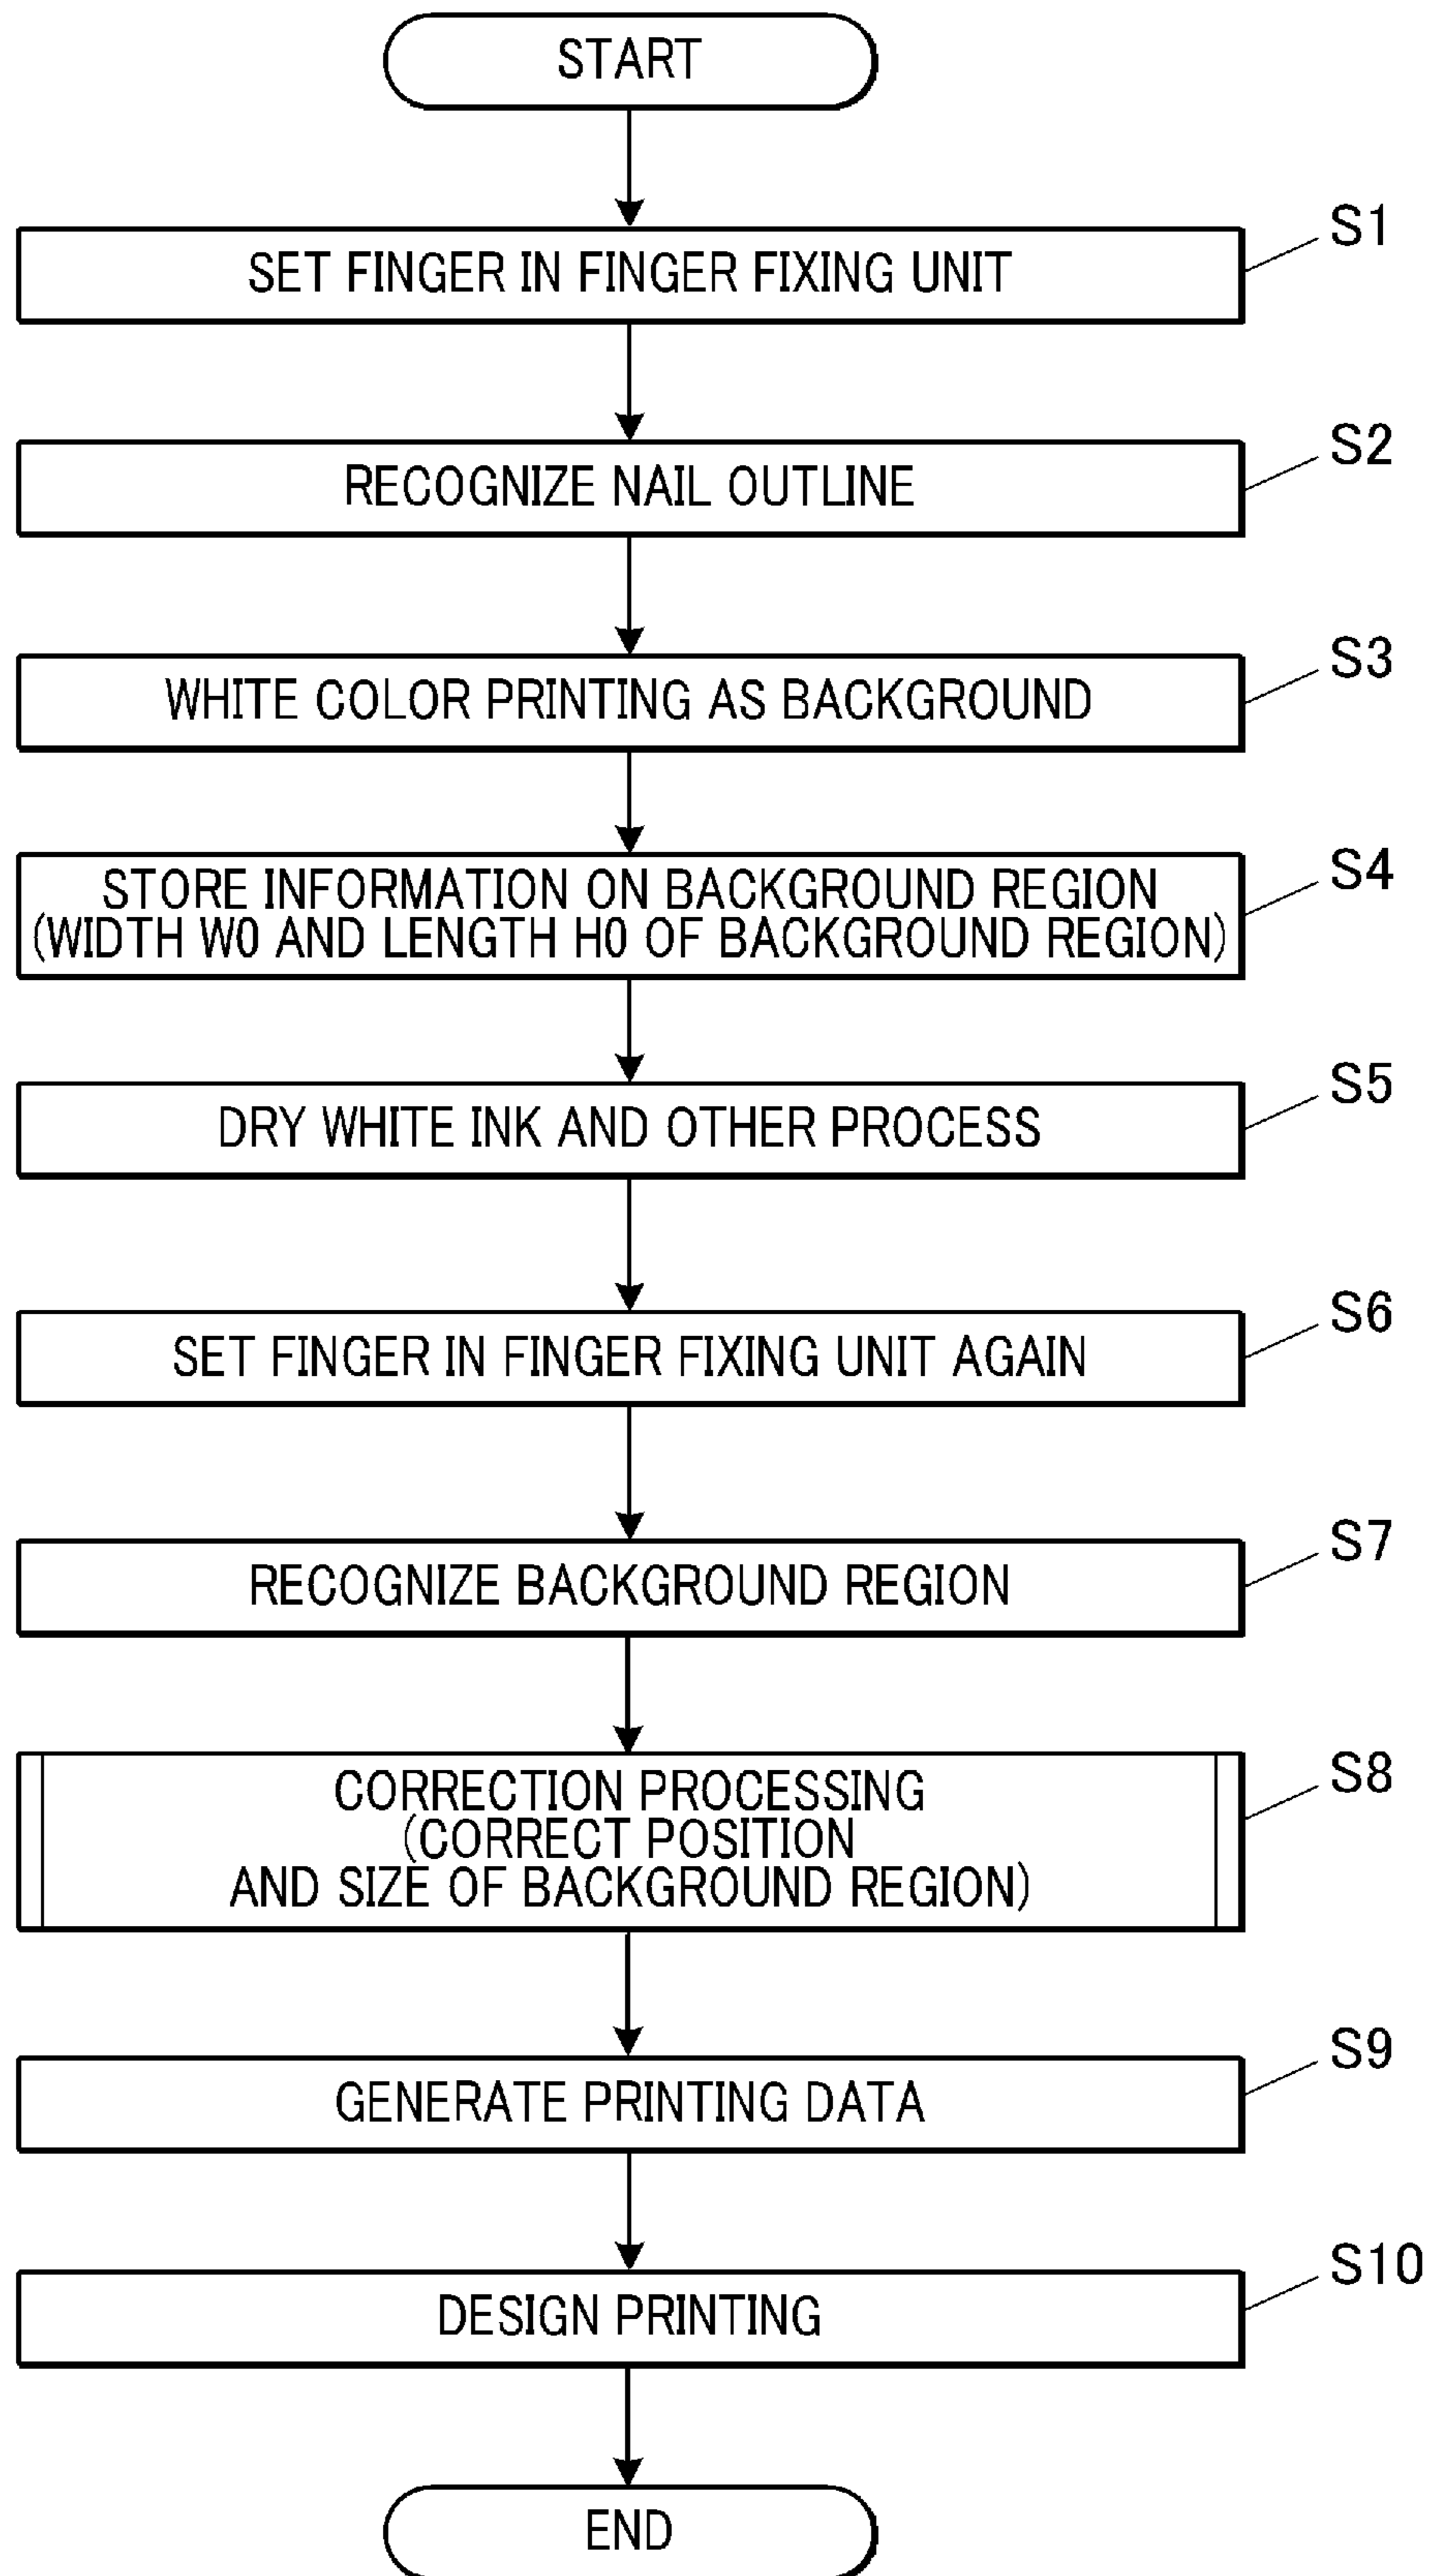 START
S1
SET FINGER IN FINGER FIXING UNIT
S2
RECOGNIZE NAIL OUTLINE
S3
WHITE COLOR PRINTING AS BACKGROUND
S4
STORE INFORMATION ON BACKGROUND REGION
(WIDTH W0 AND LENGTH H0 OF BACKGROUND REGION)
S5
DRY WHITE INK AND OTHER PROCESS
S6
SET FINGER IN FINGER FIXING UNIT AGAIN
S7
RECOGNIZE BACKGROUND REGION
S8
CORRECTION PROCESSING
(CORRECT POSITION
AND SIZE OF BACKGROUND REGION)
S9
GENERATE PRINTING DATA
S10
DESIGN PRINTING
END